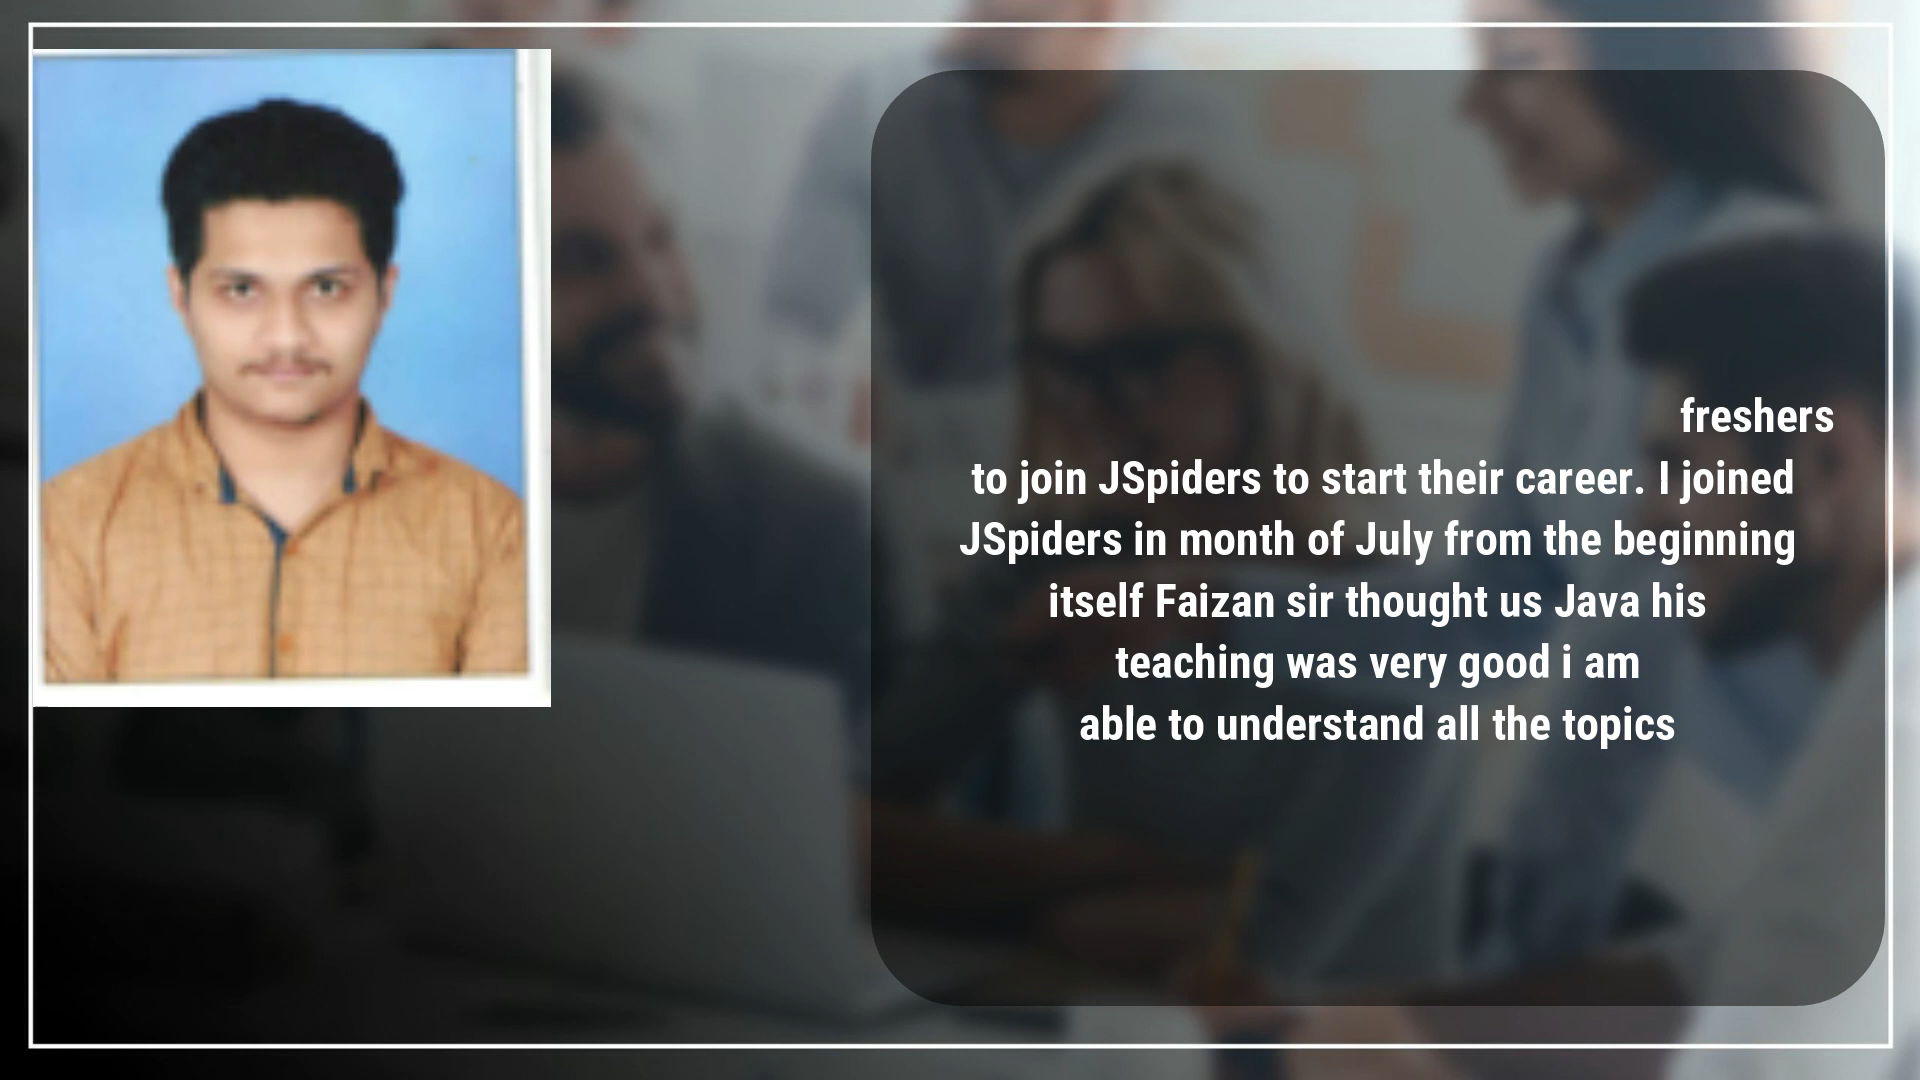 freshers
to join JSpiders to start their career. I joined
JSpiders in month of July from the beginning
itself Faizan sir thought us Java his
teaching was very good i am
able to understand all the topics